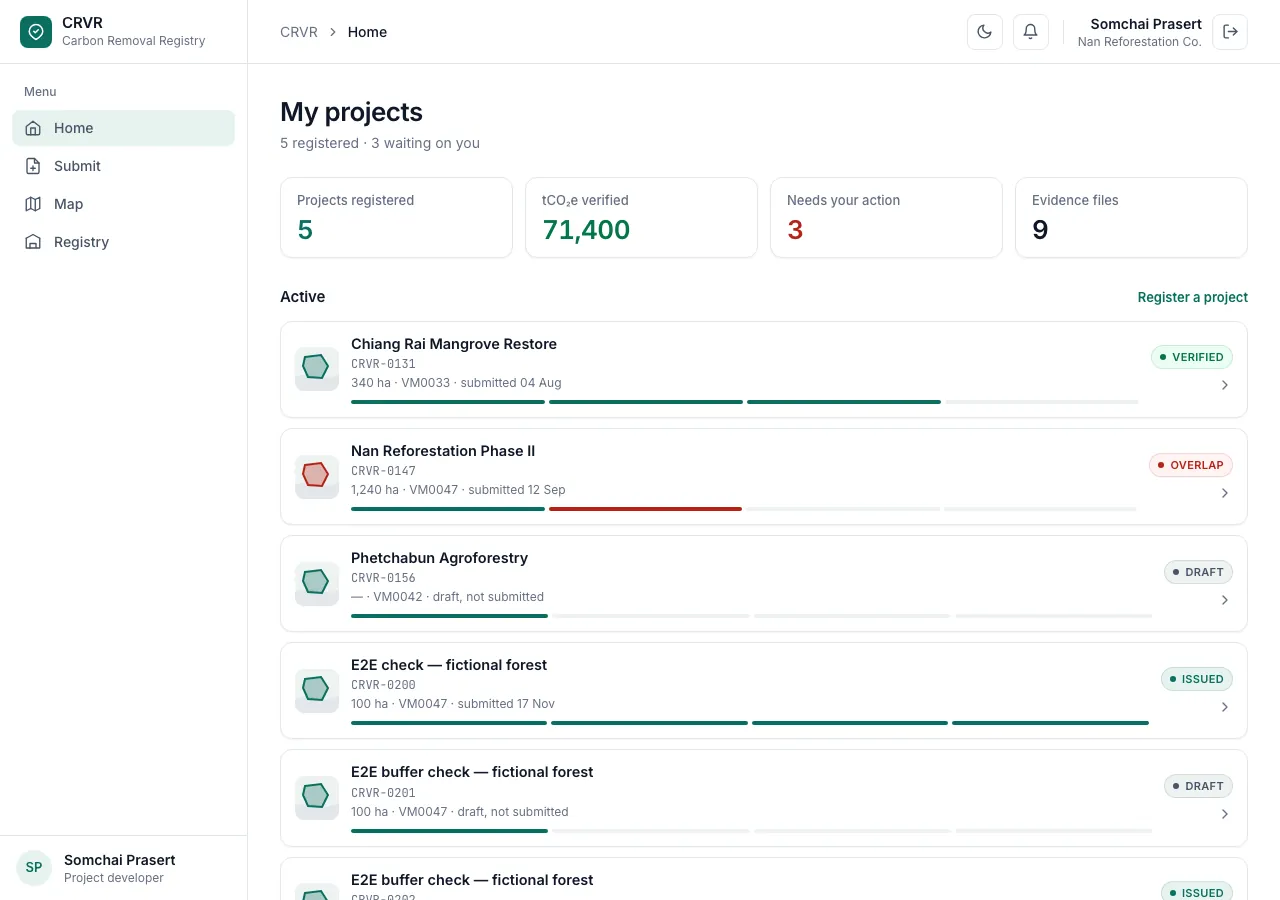 CRVR
Carbon Removal Registry
CRVR > Home
Somchai Prasert
Nan Reforestation Co.
Menu
Home
Submit
Map
Registry
My projects
5 registered · 3 waiting on you
Projects registered
5
tCO₂e verified
71,400
Needs your action
3
Evidence files
9
Active
Register a project
Chiang Rai Mangrove Restore
CRVR-0131
340 ha · VM0033 · submitted 04 Aug
VERIFIED
Nan Reforestation Phase II
CRVR-0147
1,240 ha · VM0047 · submitted 12 Sep
OVERLAP
Phetchabun Agroforestry
CRVR-0156
— · VM0042 · draft, not submitted
DRAFT
E2E check — fictional forest
CRVR-0200
100 ha · VM0047 · submitted 17 Nov
ISSUED
E2E buffer check — fictional forest
CRVR-0201
100 ha · VM0047 · draft, not submitted
DRAFT
E2E buffer check — fictional forest
CRVR-0202
ISSUED
SP
Somchai Prasert
Project developer